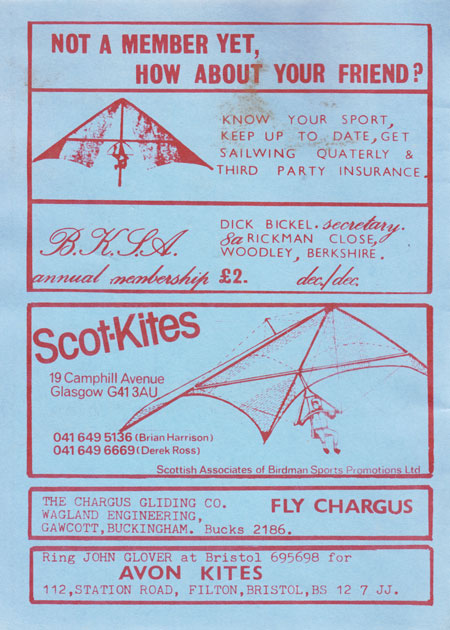 NOT A MEMBER YET,
HOW ABOUT YOUR FRIEND?
KNOW YOUR SPORT,
KEEP UP TO DATE, GET
SAILWING QUATERLY &
THIRD PARTY INSURANCE.
B.K.S.A.
annual membership £2.
DICK BICKEL. secretary.
8a RICKMAN CLOSE,
WOODLEY, BERKSHIRE.
dec./dec.
Scot-Kites
19 Camphill Avenue
Glasgow G41 3AU
041 649 5136 (Brian Harrison)
041 649 6669 (Derek Ross)
Scottish Associates of Birdman Sports Promotions Ltd
THE CHARGUS GLIDING CO. FLY CHARGUS
WAGLAND ENGINEERING,
GAWCOTT, BUCKINGHAM. Bucks 2186.
Ring JOHN GLOVER at Bristol 695698 for
AVON KITES
112, STATION ROAD, FILTON, BRISTOL, BS 12 7 JJ.